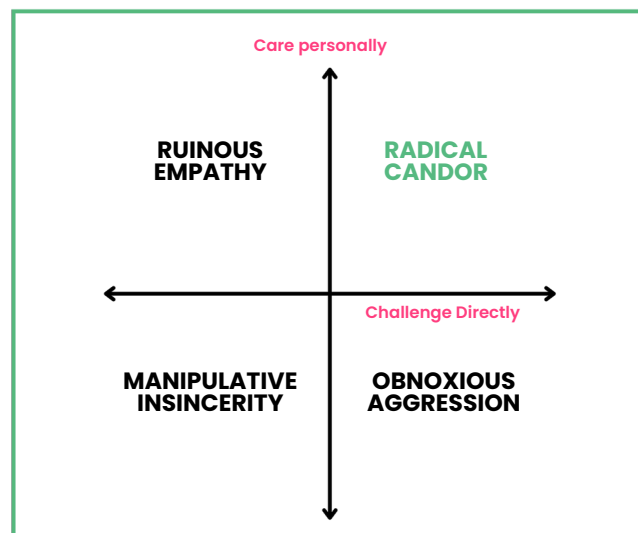 Care personally
RUINOUS
EMPATHY
RADICAL
CANDOR
Challenge Directly
MANIPULATIVE
INSINCERITY
OBNOXIOUS
AGGRESSION